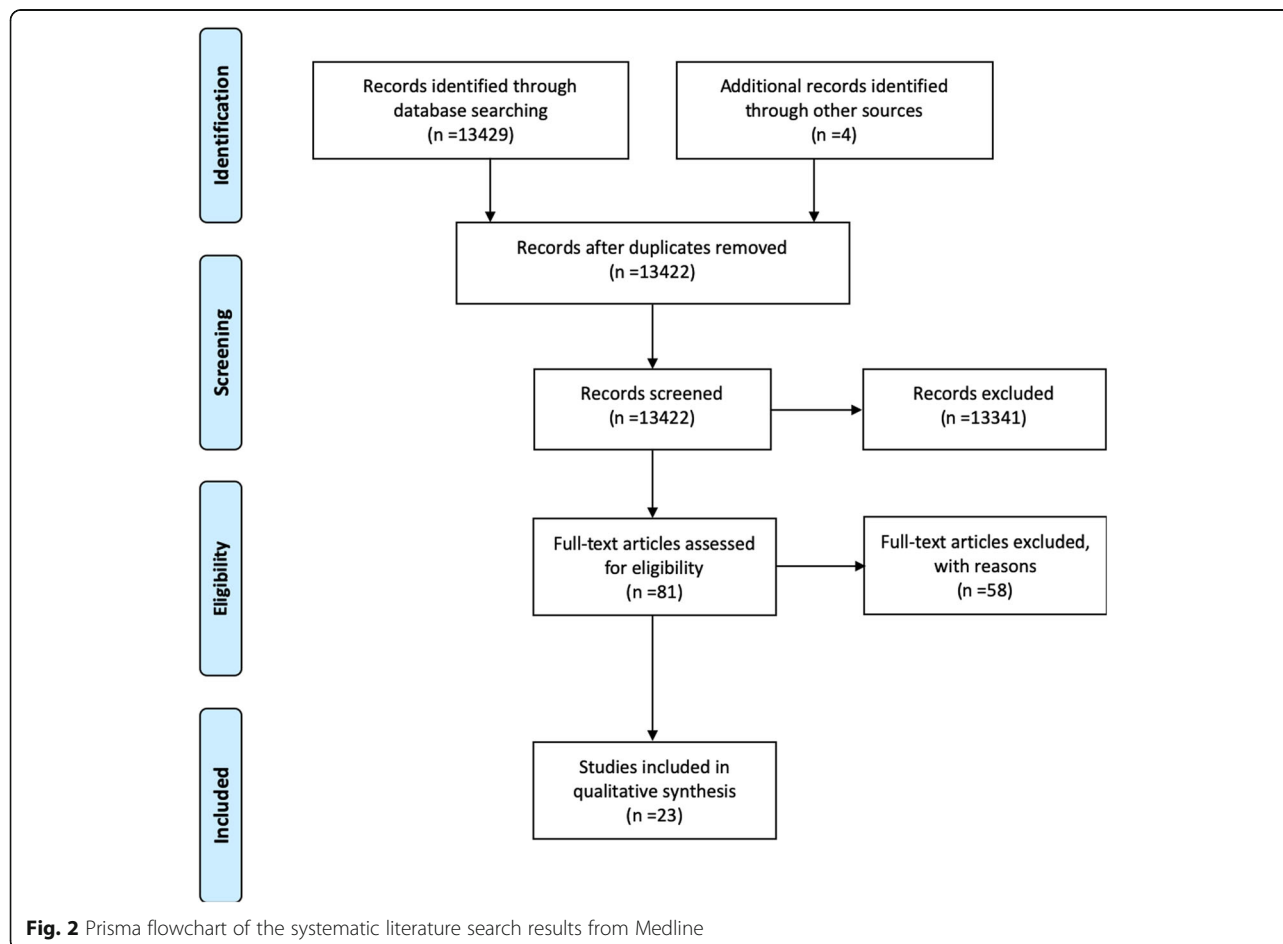 Identification
Records identified through
database searching
(n =13429)
Additional records identified
through other sources
(n =4)
Records after duplicates removed
(n =13422)
Screening
Records screened
(n =13422)
Records excluded
(n =13341)
Eligibility
Full-text articles assessed
for eligibility
(n =81)
Full-text articles excluded,
with reasons
(n =58)
Included
Studies included in
qualitative synthesis
(n =23)
Fig. 2 Prisma flowchart of the systematic literature search results from Medline